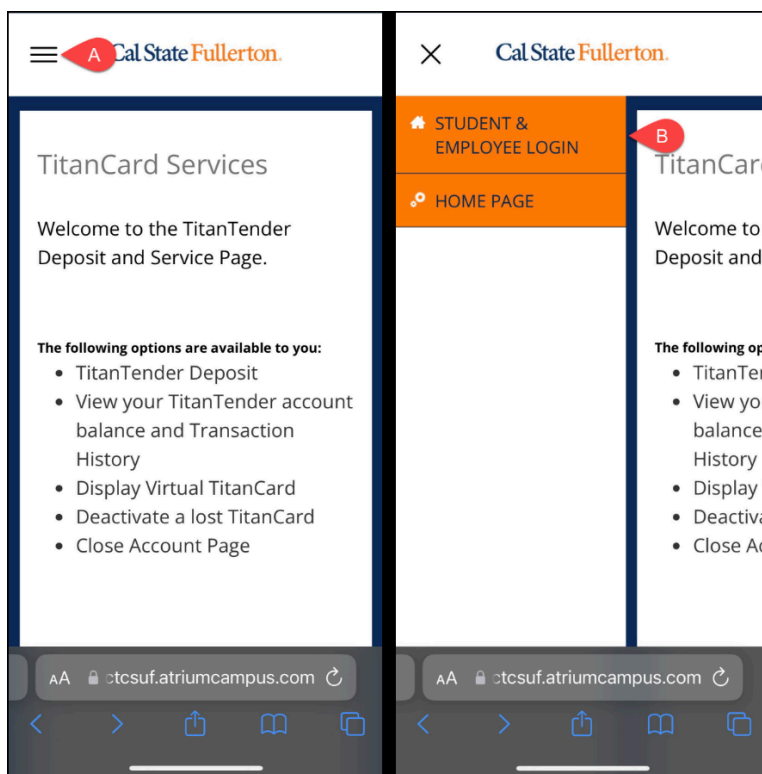 A
Cal State Fullerton.
TitanCard Services
Welcome to the TitanTender
Deposit and Service Page.
The following options are available to you:
• TitanTender Deposit
• View your TitanTender account
balance and Transaction
History
• Display Virtual TitanCard
• Deactivate a lost TitanCard
• Close Account Page
AA
ctcsuf.atriumcampus.com
Cal State Fullerton.
STUDENT &
EMPLOYEE LOGIN
HOME PAGE
B
TitanCar
Welcome to
Deposit and
The following op
• TitanTer
• View yo
balance
History
• Display
• Deactiva
• Close Ac
AA
ctcsuf.atriumcampus.com